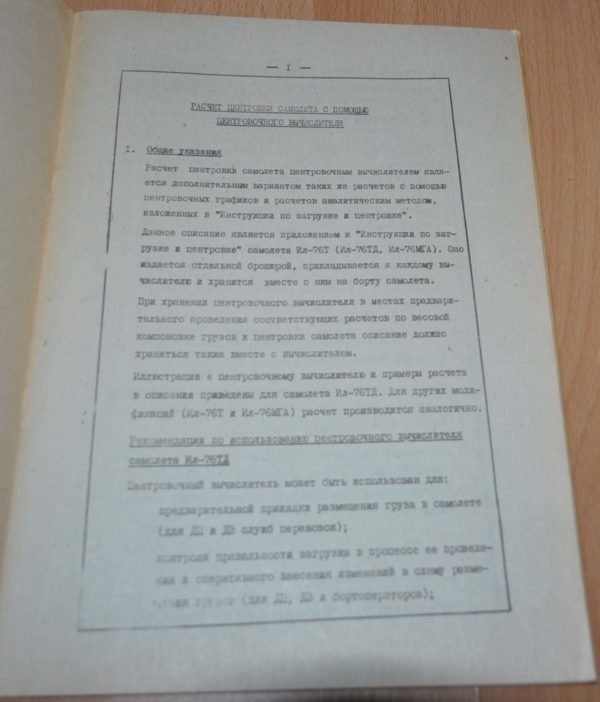 — I —
РАСЧЕТ ЦЕНТРОВКИ САМОЛЕТА С ПОМОЩЬЮ
ЦЕНТРОВОЧНОГО ВЫЧИСЛИТЕЛЯ
I. Общие указания
Расчет центровки самолета центровочным вычислителем явля-
ется дополнительным вариантом таких же расчетов с помощью
центровочных графиков и расчетов аналитическим методом,
изложенных в "Инструкции по загрузке и центровке".
Данное описание является приложением к "Инструкции по заг-
рузке и центровке" самолета Ил-76Т (Ил-76ТД, Ил-76МГА). Оно
издается отдельной брошюрой, прикладывается к каждому вы-
числителю и хранится вместе с ним на борту самолета.
При хранении центровочного вычислителя в местах предвари-
тельного проведения соответствующих расчетов по весовой
компоновке грузов и центровки самолета описание должно
храниться также вместе с вычислителем.
Иллюстрации к центровочному вычислителю и примеры расчета
в описании приведены для самолета Ил-76ТД. Для других моди-
фикаций (Ил-76Т и Ил-76МГА) расчет производится аналогично.
Рекомендации по использованию центровочного вычислителя
самолета Ил-76ТД
Центровочный вычислитель может быть использован для:
предварительной прикидки размещения груза в самолете
(для ДЦ и ДЗ служб перевозок);
контроля правильности загрузки в процессе ее проведе-
ния и оперативного внесения изменений в схему разме-
щения грузов (для ДЦ, ДЗ и бортоператоров);